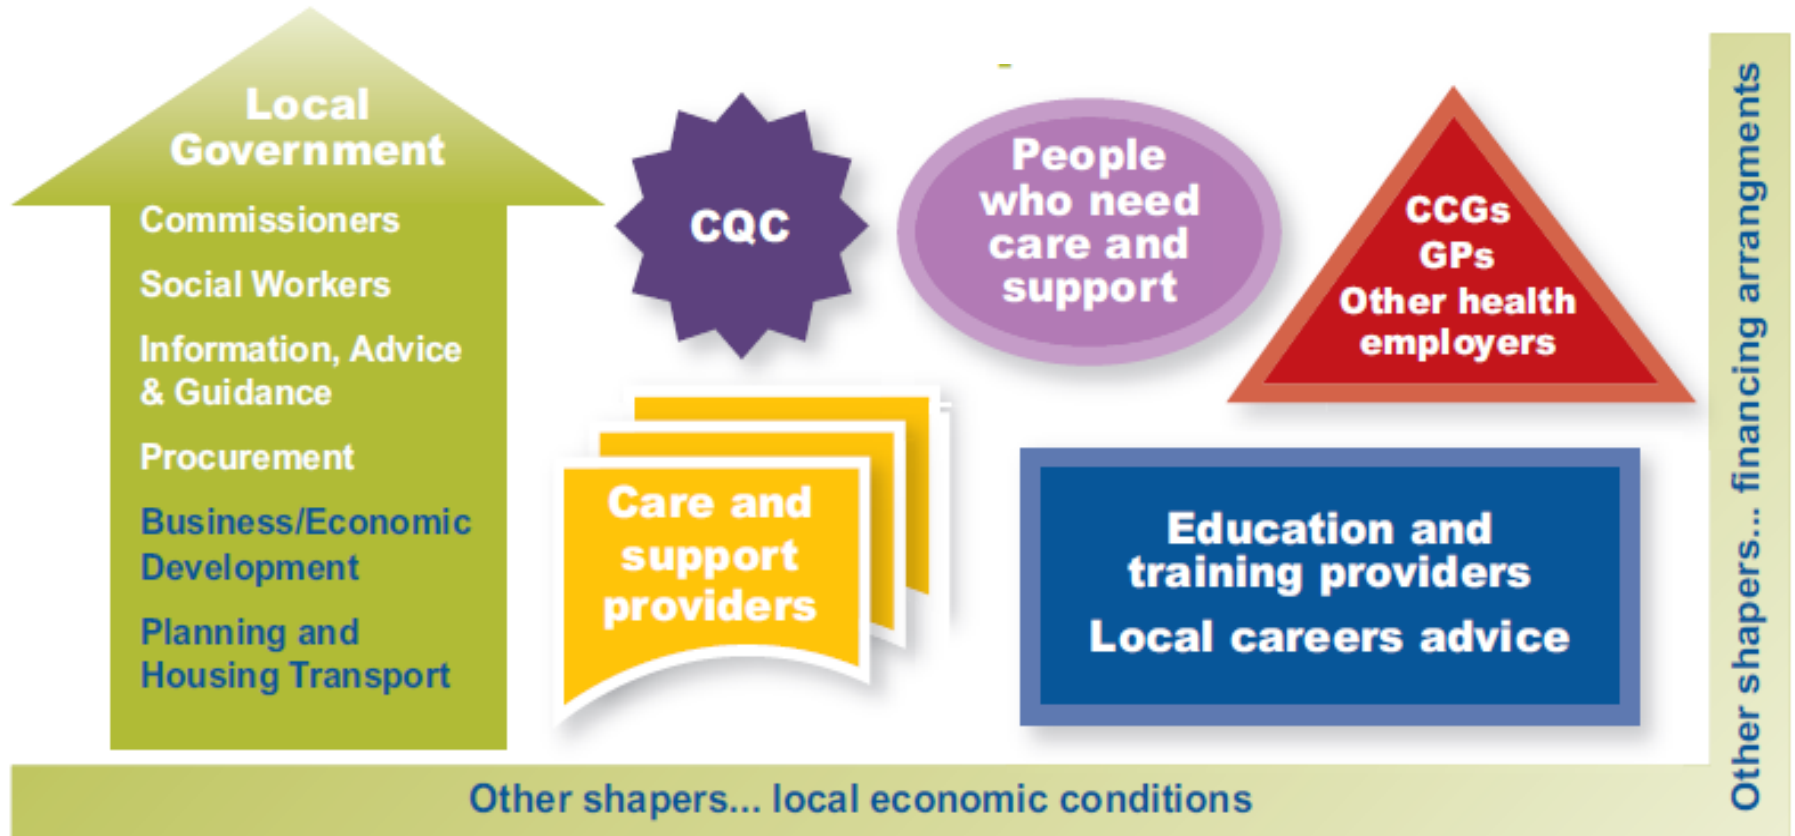 Local
Government
Commissioners
Social Workers
Information, Advice
& Guidance
Procurement
Business/Economic
Development
Planning and
Housing Transport
CQC
People
who need
care and
support
CCGs
GPs
Other health
employers
Care and
support
providers
Education and
training providers
Local careers advice
Other shapers... local economic conditions
Other shapers... financing arrangments